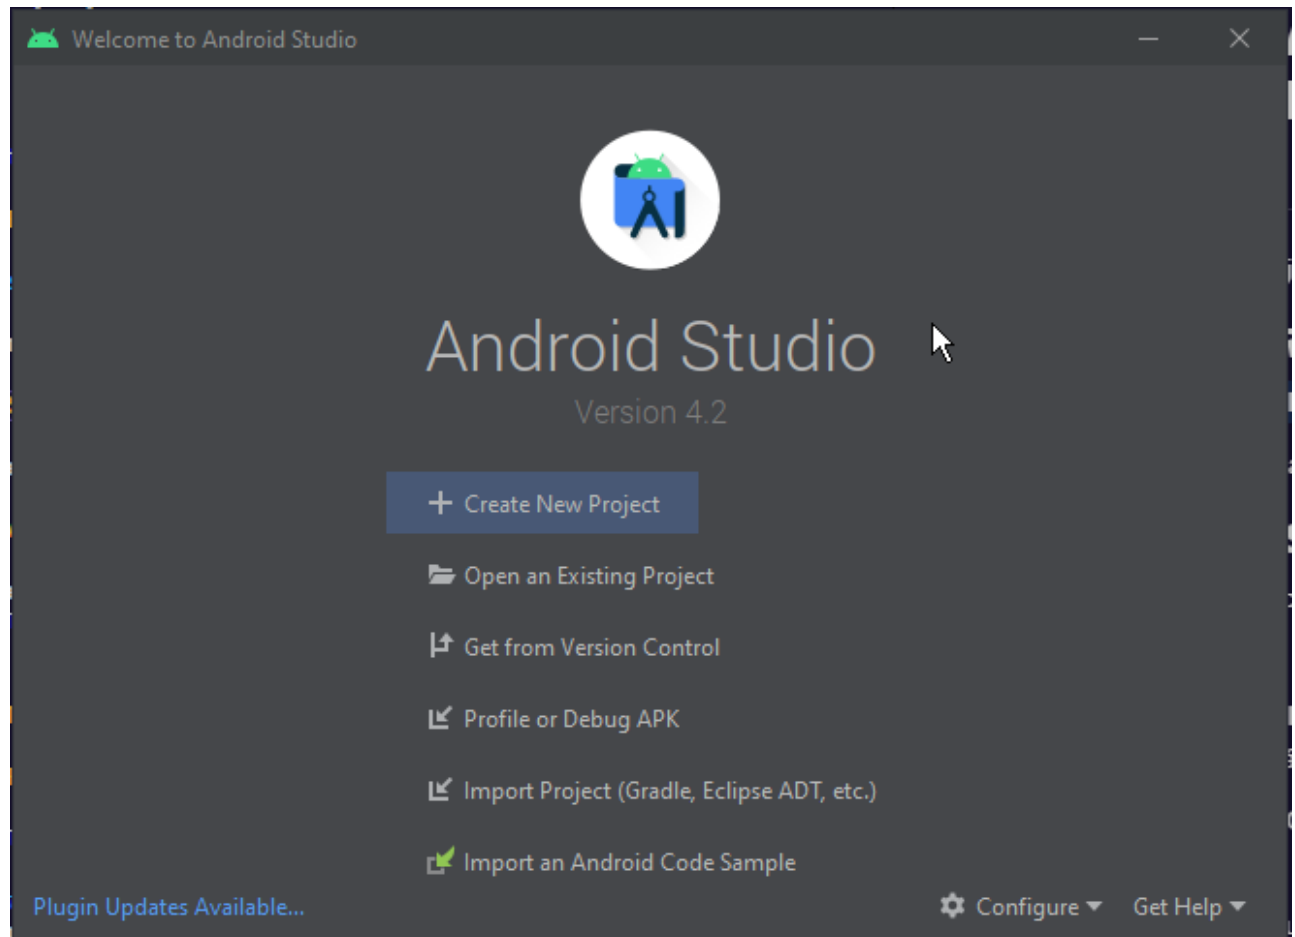 Welcome to Android Studio
Android Studio
Version 4.2
Create New Project
Open an Existing Project
Get from Version Control
Profile or Debug APK
Import Project (Gradle, Eclipse ADT, etc.)
Import an Android Code Sample
Plugin Updates Available...
Configure
Get Help